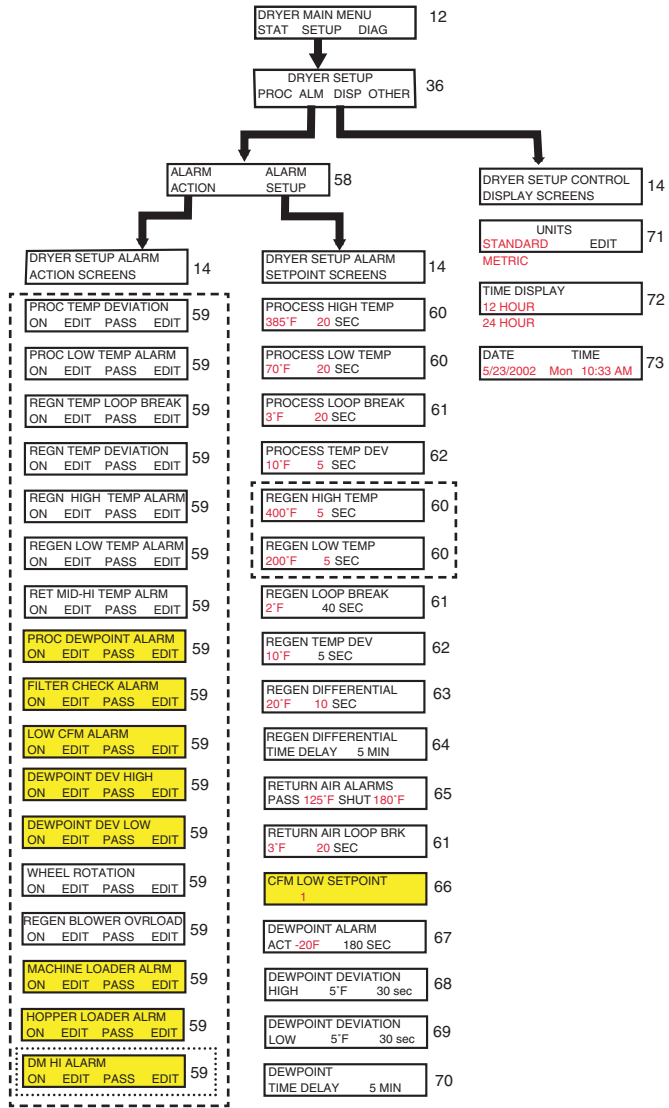 DRYER MAIN MENU
STAT SETUP DIAG
12
DRYER SETUP
PROC ALM DISP OTHER
36
ALARM ALARM
ACTION SETUP
58
DRYER SETUP ALARM
ACTION SCREENS
14
PROC TEMP DEVIATION
ON EDIT PASS EDIT
59
PROC LOW TEMP ALARM
ON EDIT PASS EDIT
59
REGN TEMP LOOP BREAK
ON EDIT PASS EDIT
59
REGN TEMP DEVIATION
ON EDIT PASS EDIT
59
REGN HIGH TEMP ALARM
ON EDIT PASS EDIT
59
REGEN LOW TEMP ALARM
ON EDIT PASS EDIT
59
RET MID-HI TEMP ALRM
ON EDIT PASS EDIT
59
PROC DEWPOINT ALARM
ON EDIT PASS EDIT
59
FILTER CHECK ALARM
ON EDIT PASS EDIT
59
LOW CFM ALARM
ON EDIT PASS EDIT
59
DEWPOINT DEV HIGH
ON EDIT PASS EDIT
59
DEWPOINT DEV LOW
ON EDIT PASS EDIT
59
WHEEL ROTATION
ON EDIT PASS EDIT
59
REGEN BLOWER OVRLOAD
ON EDIT PASS EDIT
59
MACHINE LOADER ALRM
ON EDIT PASS EDIT
59
HOPPER LOADER ALRM
ON EDIT PASS EDIT
59
DM HI ALARM
ON EDIT PASS EDIT
59
DRYER SETUP ALARM
SETPOINT SCREENS
14
PROCESS HIGH TEMP
385°F 20 SEC
60
PROCESS LOW TEMP
70°F 20 SEC
60
PROCESS LOOP BREAK
3°F 20 SEC
61
PROCESS TEMP DEV
10°F 5 SEC
62
REGEN HIGH TEMP
400°F 5 SEC
60
REGEN LOW TEMP
200°F 5 SEC
60
REGEN LOOP BREAK
2°F 40 SEC
61
REGEN TEMP DEV
10°F 5 SEC
62
REGEN DIFFERENTIAL
20°F 10 SEC
63
REGEN DIFFERENTIAL
TIME DELAY 5 MIN
64
RETURN AIR ALARMS
PASS 125°F SHUT 180°F
65
RETURN AIR LOOP BRK
3°F 20 SEC
61
CFM LOW SETPOINT
1
66
DEWPOINT ALARM
ACT -20F 180 SEC
67
DEWPOINT DEVIATION
HIGH 5°F 30 sec
68
DEWPOINT DEVIATION
LOW 5°F 30 sec
69
DEWPOINT
TIME DELAY 5 MIN
70
DRYER SETUP CONTROL
DISPLAY SCREENS
14
UNITS
STANDARD EDIT
METRIC
71
TIME DISPLAY
12 HOUR
24 HOUR
72
DATE TIME
5/23/2002 Mon 10:33 AM
73